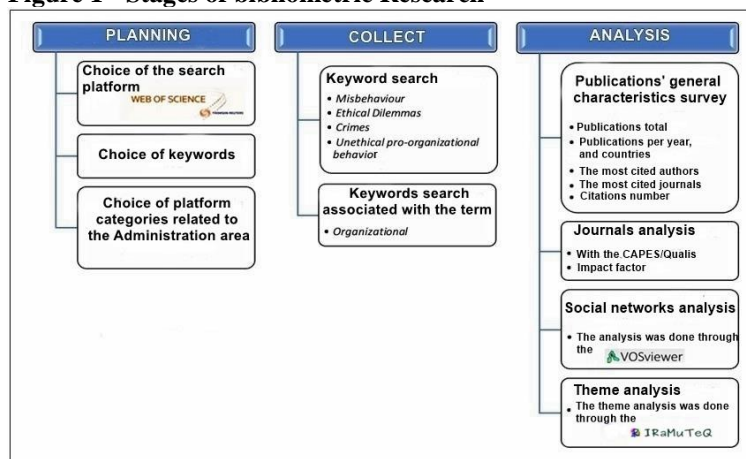 Figure 1 - Stages of bibliometric Research
PLANNING
Choice of the search
platform
WEB OF SCIENCE
THOMSON REUTERS
Choice of keywords
Choice of platform
categories related to
the Administration area
COLLECT
Keyword search
• Misbehaviour
• Ethical Dilemmas
• Crimes
• Unethical pro-organizational
behavior
Keywords search
associated with the term
• Organizational
ANALYSIS
Publications' general
characteristics survey
• Publications total
• Publications per year,
and countries
• The most cited authors
• The most cited journals
• Citations number
Journals analysis
• With the CAPES/Qualis
• Impact factor
Social networks analysis
• The analysis was done through
the VOSviewer
Theme analysis
• The theme analysis was done
through the
IRaMuTeQ